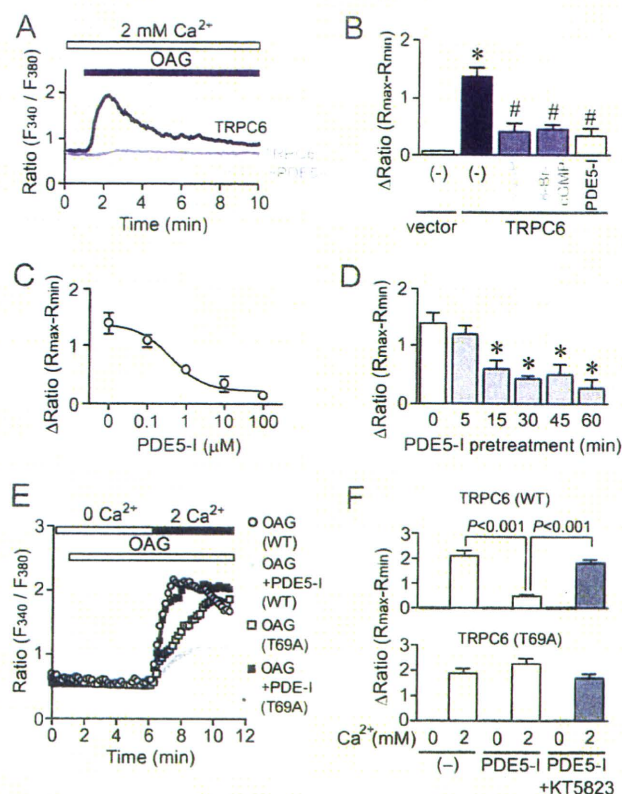 A
2 mM Ca²⁺
OAG
Ratio (F340 / F380)
2
1
0
TRPC6
+PDE5
0 2 4 6 8 10
Time (min)
B
ΔRatio (Rmax-Rmin)
2
1
0
* # # #
(-) (-) cGMP PDE5-I
vector TRPC6
C
ΔRatio (Rmax-Rmin)
2
1
0
0 0.1 1 10 100
PDE5-I (μM)
D
ΔRatio (Rmax-Rmin)
2
1
0
* * * *
0 5 15 30 45 60
PDE5-I pretreatment (min)
E
0 Ca²⁺ 2 Ca²⁺
OAG
Ratio (F340 / F380)
3
2
1
0
0 2 4 6 8 10 12
Time (min)
OAG
(WT)
OAG
+PDE5-I
(WT)
OAG
(T69A)
OAG
+PDE-I
(T69A)
F
TRPC6 (WT)
P<0.001 P<0.001
ΔRatio (Rmax-Rmin)
3
2
1
0
TRPC6 (T69A)
3
2
1
0
Ca²⁺(mM) 0 2 0 2 0 2
(–) PDE5-I PDE5-I
+KT5823